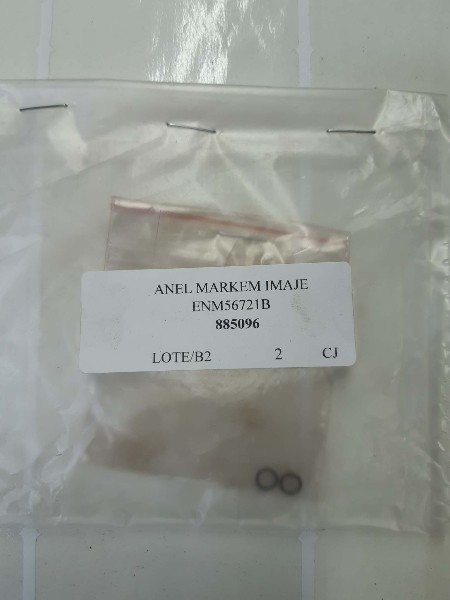 ANEL MARKEM IMAJE
ENM56721B
885096
LOTE/B2 2 CJ